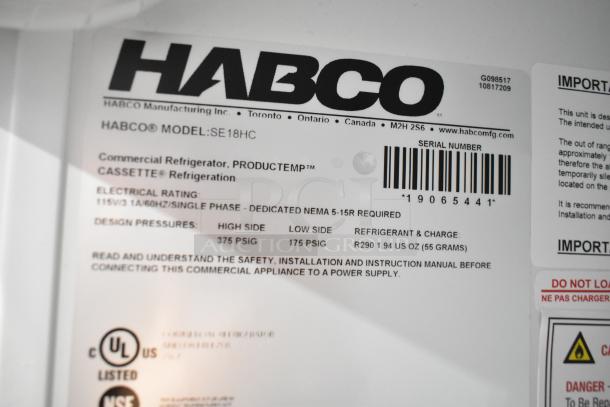 HABCO
G098517
10817209
HABCO Manufacturing Inc. • Toronto • Ontario • Canada • M2H 2S6 • www.habcomfg.com
HABCO® MODEL:SE18HC
SERIAL NUMBER
*19065441*
Commercial Refrigerator, PRODUCTEMP™
CASSETTE® Refrigeration
ELECTRICAL RATING:
115V/3.1A/60HZ/SINGLE PHASE - DEDICATED NEMA 5-15R REQUIRED
DESIGN PRESSURES: HIGH SIDE LOW SIDE REFRIGERANT & CHARGE:
375 PSIG 175 PSIG R290 1.94 US OZ (55 GRAMS)
READ AND UNDERSTAND THE SAFETY, INSTALLATION AND INSTRUCTION MANUAL BEFORE
CONNECTING THIS COMMERCIAL APPLIANCE TO A POWER SUPPLY.
C UL US
LISTED
NSF
IMPORTA
This unit is des
The intended u
The out of rang
approximately
therefore the a
temporarily sile
located on the
It is recommen
Installation and
IMPORT
DO NOT LOA
NE PAS CHARGER
CA
DANGER -
To Be Rep